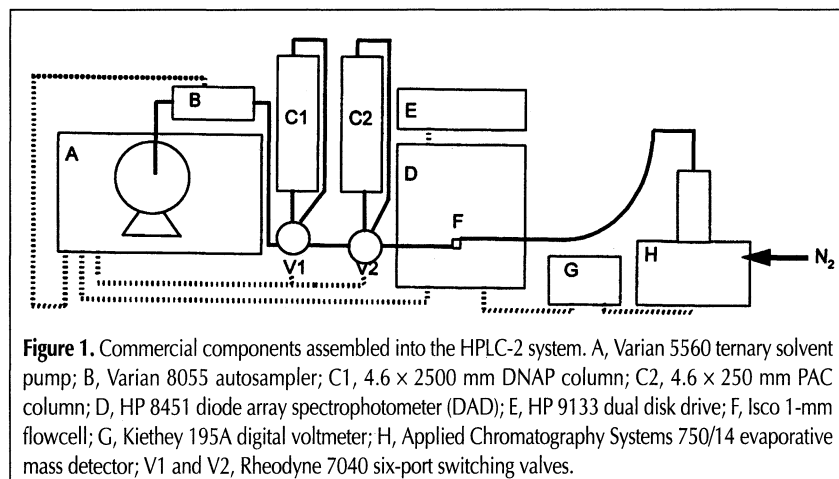 B
C1
C2
E
A
D
F
V1
V2
G
H
N2
Figure 1. Commercial components assembled into the HPLC-2 system. A, Varian 5560 ternary solvent
pump; B, Varian 8055 autosampler; C1, 4.6 × 2500 mm DNAP column; C2, 4.6 × 250 mm PAC
column; D, HP 8451 diode array spectrophotometer (DAD); E, HP 9133 dual disk drive; F, Isco 1-mm
flowcell; G, Kiethey 195A digital voltmeter; H, Applied Chromatography Systems 750/14 evaporative
mass detector; V1 and V2, Rheodyne 7040 six-port switching valves.